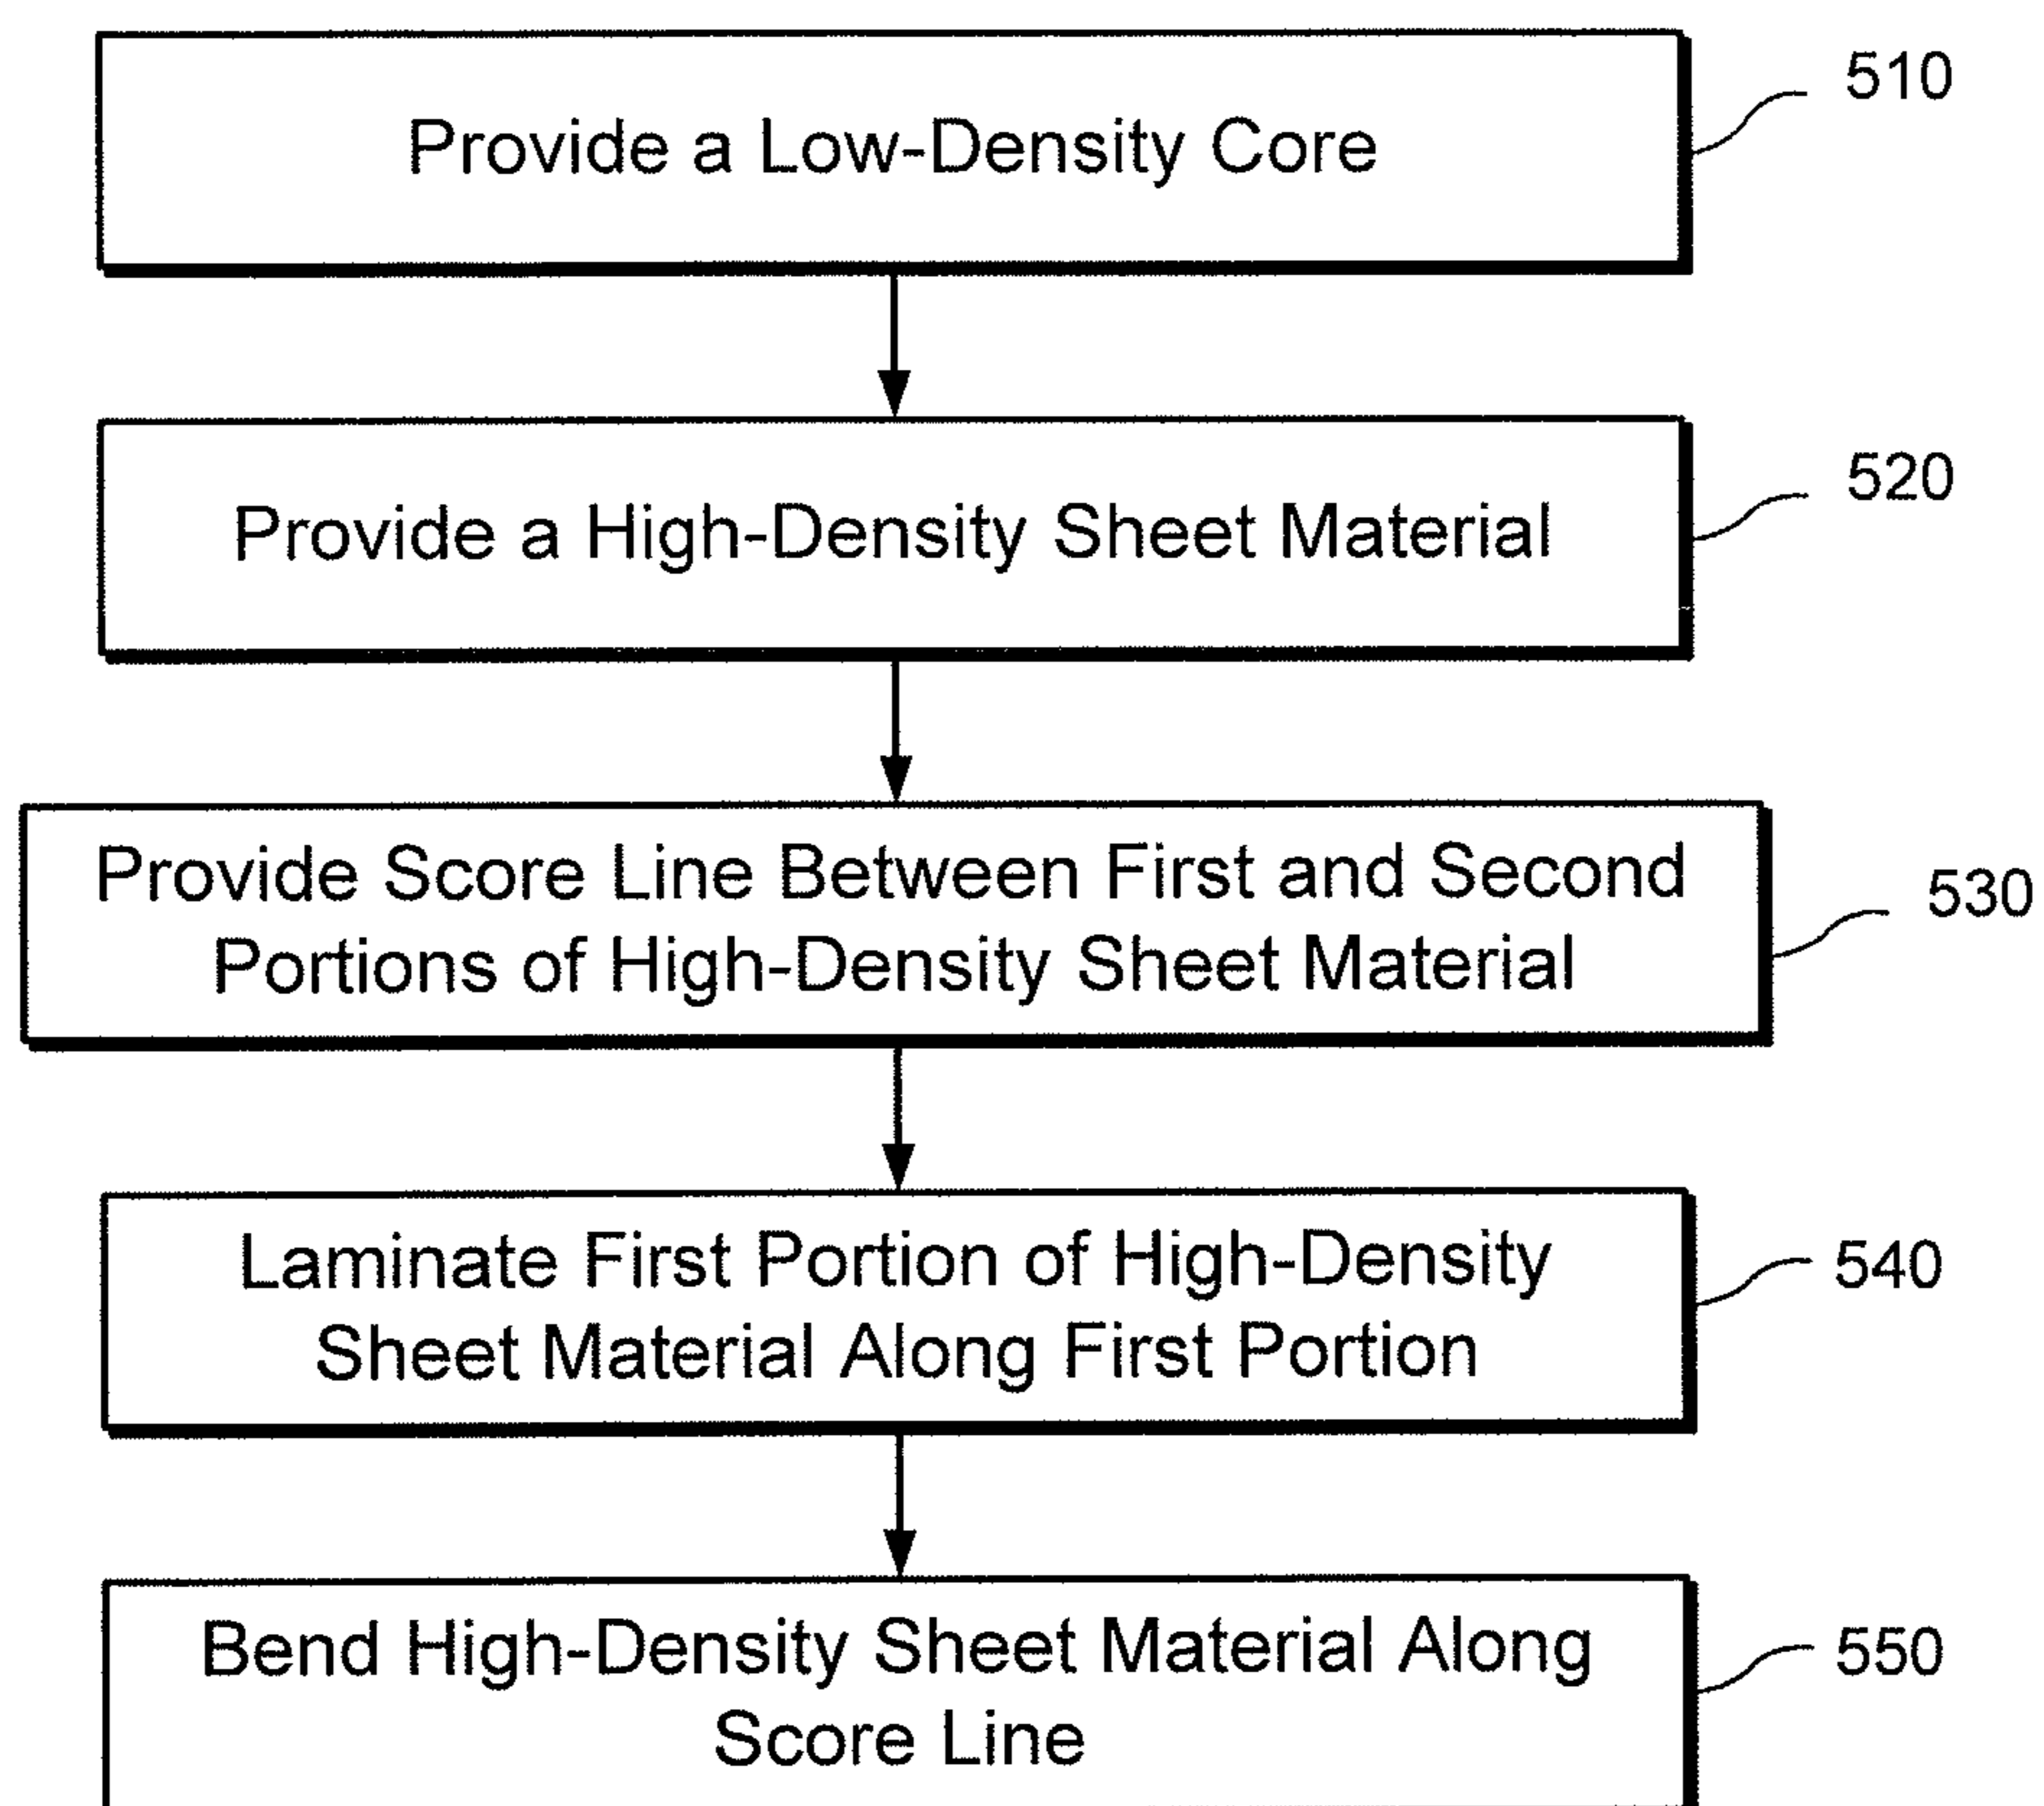 Provide a Low-Density Core
510
Provide a High-Density Sheet Material
520
Provide Score Line Between First and Second
Portions of High-Density Sheet Material
530
Laminate First Portion of High-Density
Sheet Material Along First Portion
540
Bend High-Density Sheet Material Along
Score Line
550